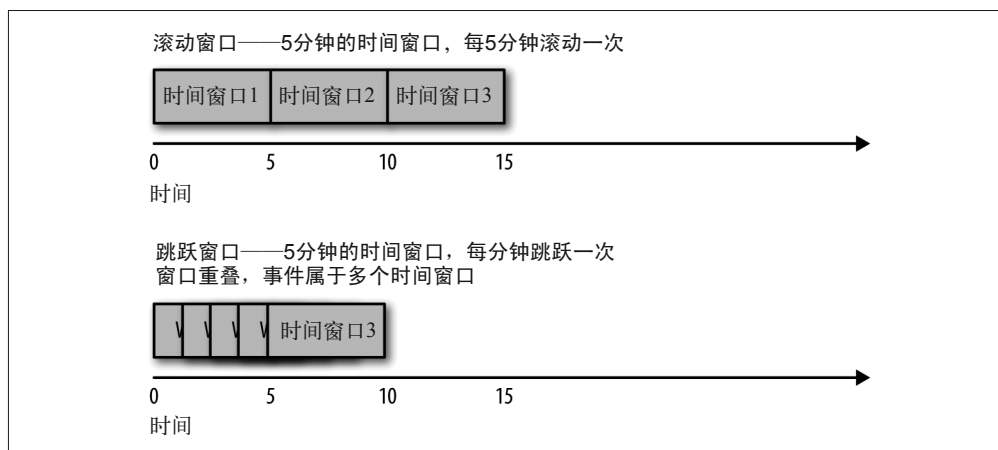 滚动窗口——5分钟的时间窗口，每5分钟滚动一次
时间窗口1 时间窗口2 时间窗口3
0 5 10 15
时间
跳跃窗口——5分钟的时间窗口，每分钟跳跃一次
窗口重叠，事件属于多个时间窗口
时间窗口3
0 5 10 15
时间